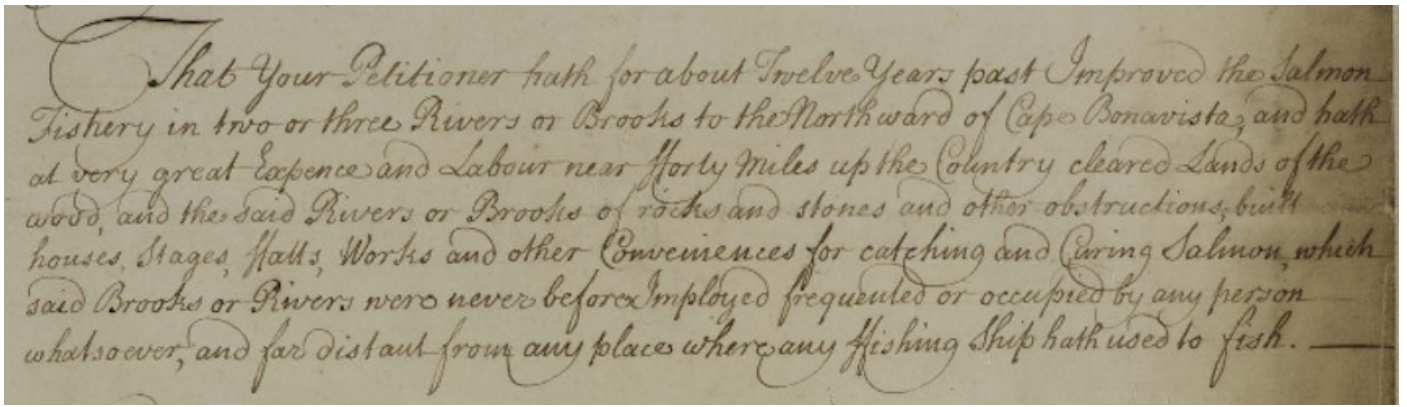 That Your Petitioner hath for about Twelve Years past Improved the Salmon
Fishery in two or three Rivers or Brooks to the Northward of Cape Bonavista, and hath
at very great Expence and Labour near fforty Miles up the Country cleared Lands of the
wood, and the said Rivers or Brooks of rocks and stones and other obstructions, built
houses, Stages, fflatts, Works and other Conveniences for catching and Curing Salmon, which
said Brooks or Rivers were never before Imployed frequented or occupied by any person
whatsoever, and far distant from any place where any ffishing Ship hath used to fish.